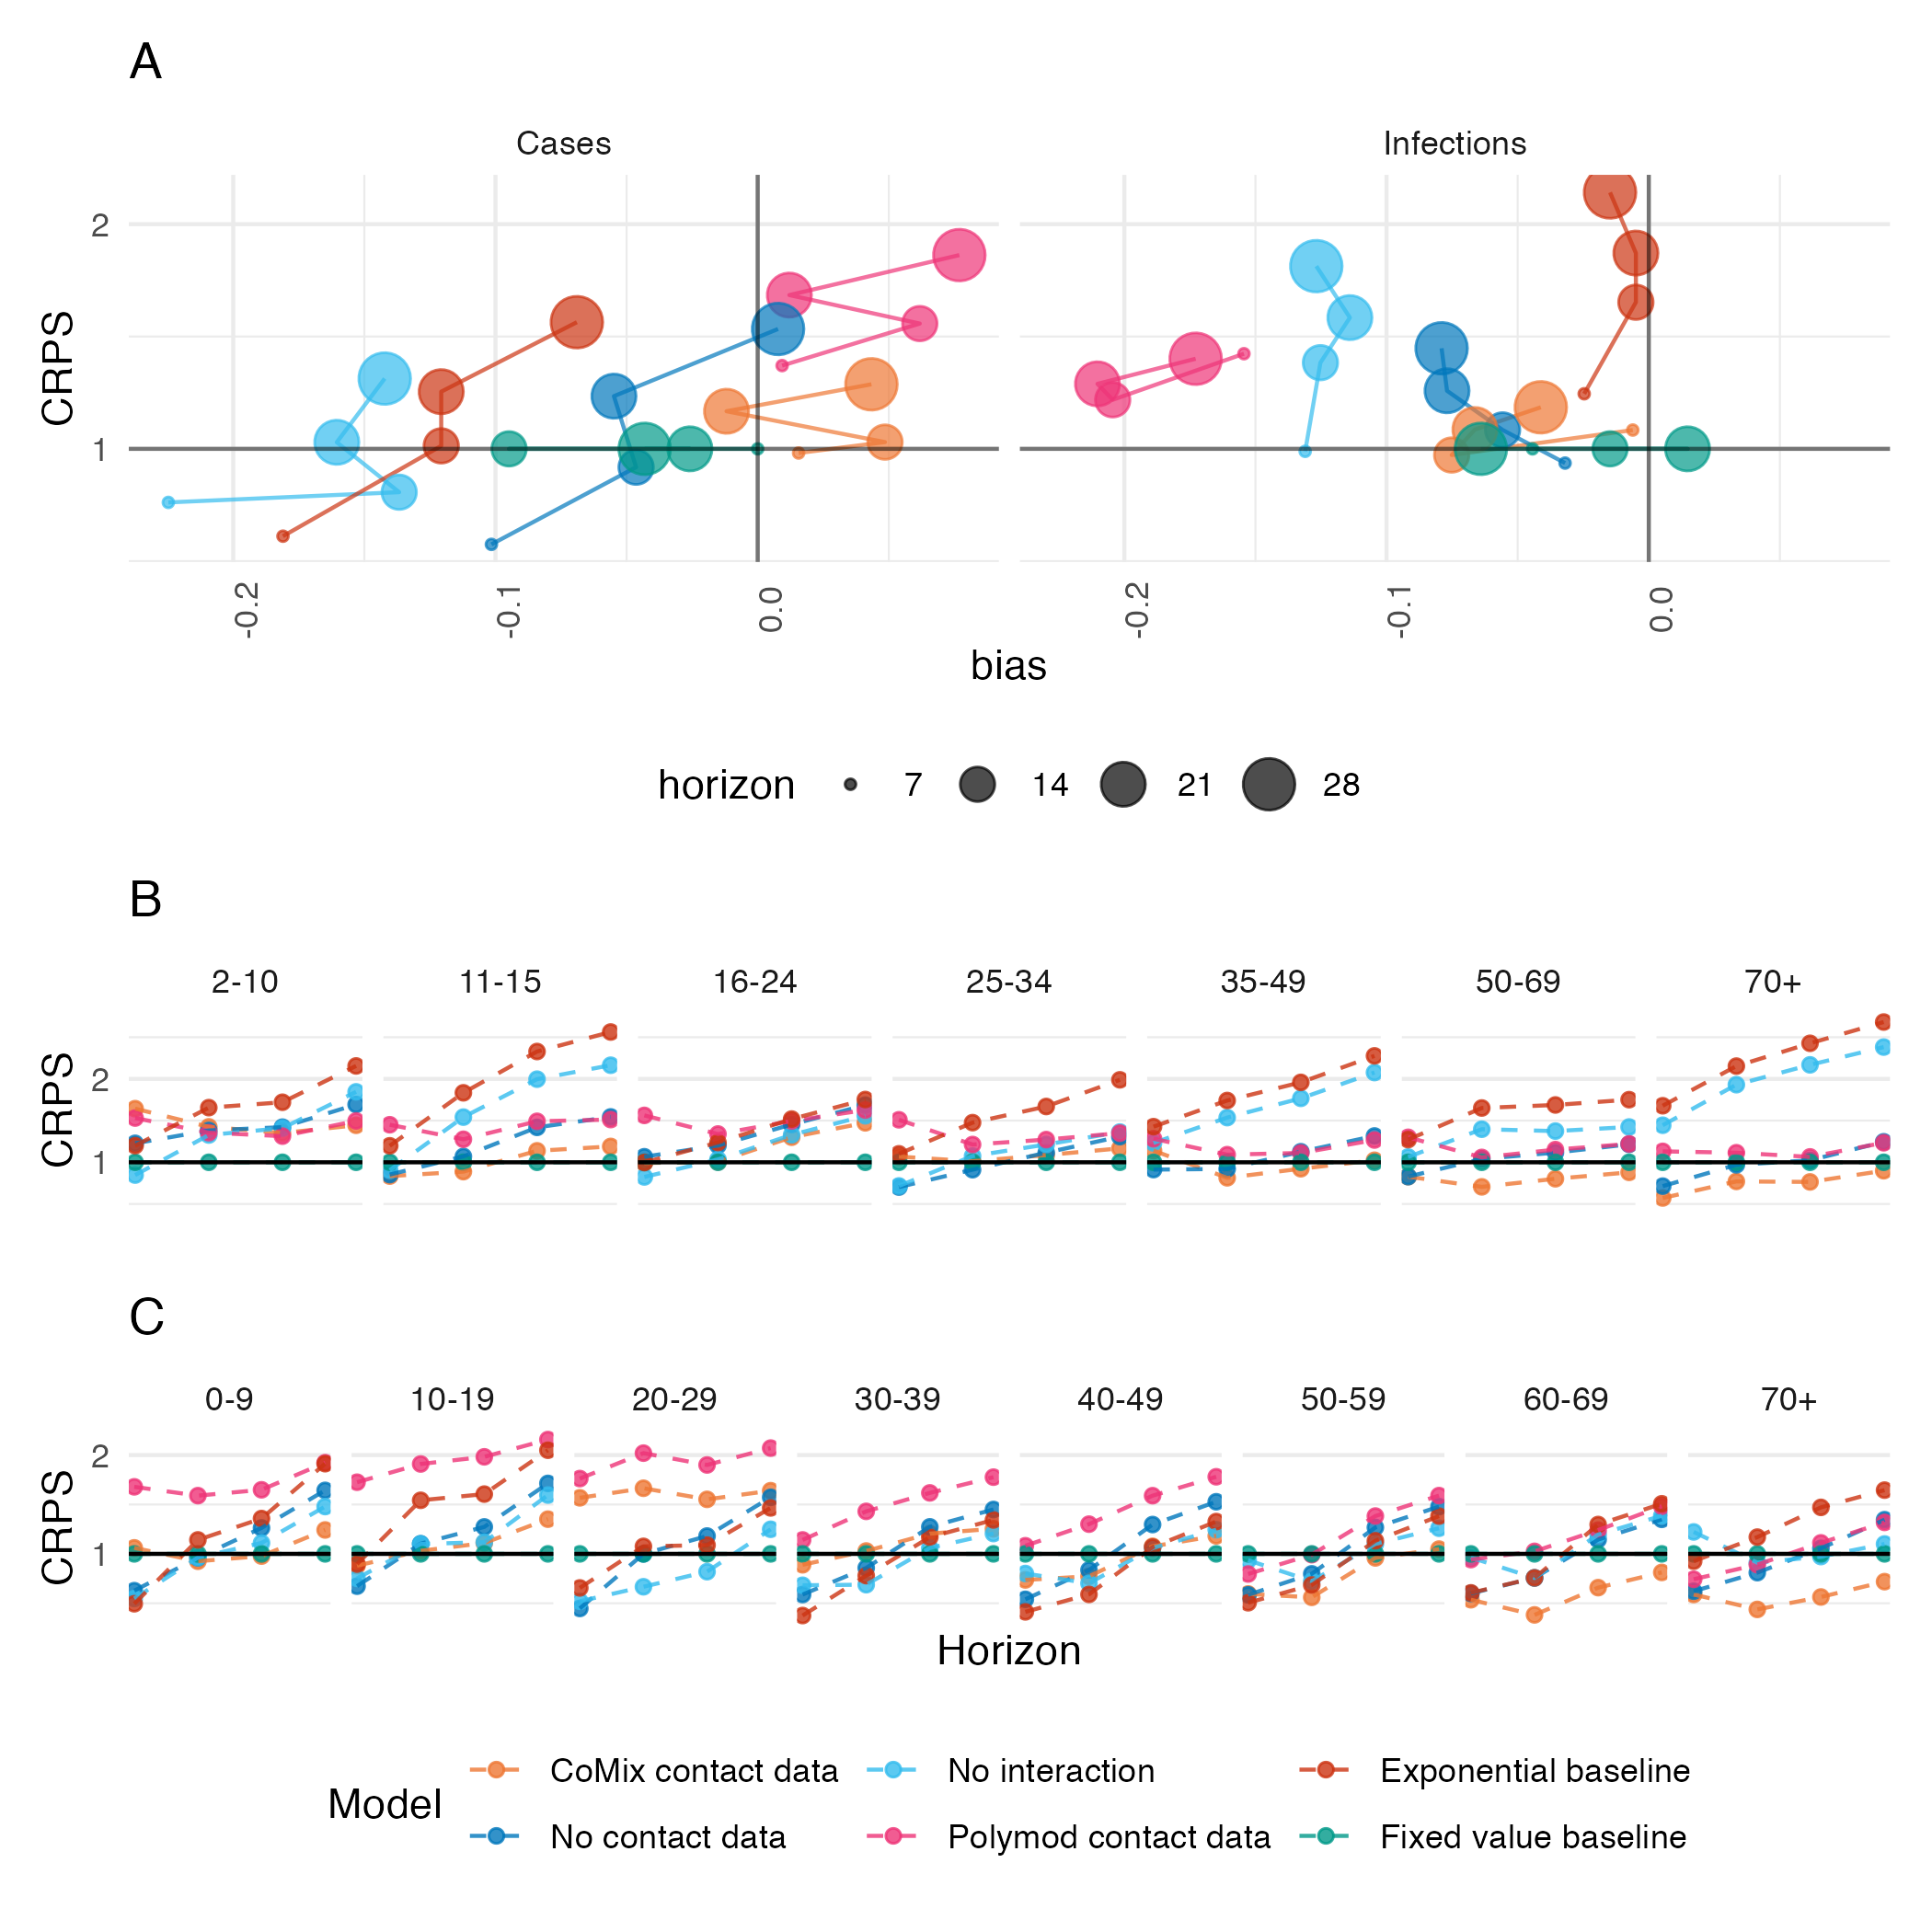 A
Cases Infections
2
1
CRPS
-0.2 -0.1 0.0 -0.2 -0.1 0.0
bias
horizon 7 14 21 28
B
2-10 11-15 16-24 25-34 35-49 50-69 70+
2
1
CRPS
C
0-9 10-19 20-29 30-39 40-49 50-59 60-69 70+
2
1
CRPS
Horizon
Model
CoMix contact data No interaction Exponential baseline
No contact data Polymod contact data Fixed value baseline